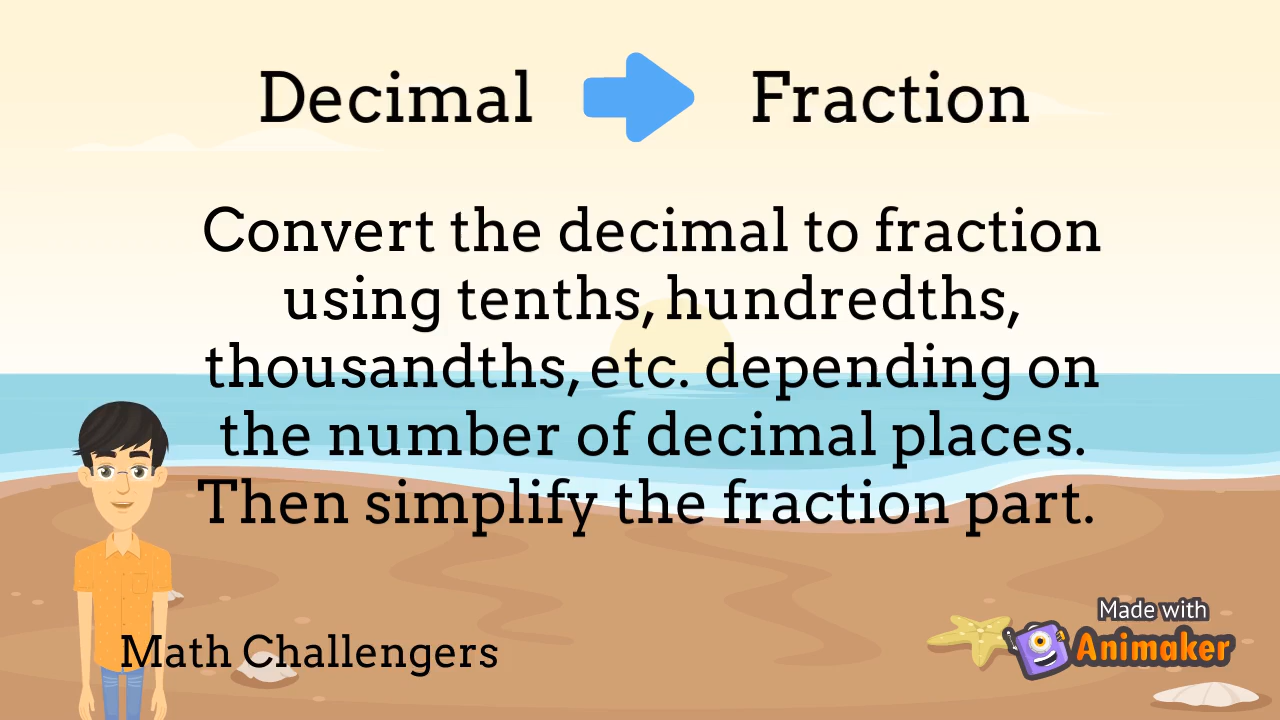 Decimal Fraction
Convert the decimal to fraction
using tenths, hundredths,
thousandths, etc. depending on
the number of decimal places.
Then simplify the fraction part.
Made with
Animaker
Math Challengers